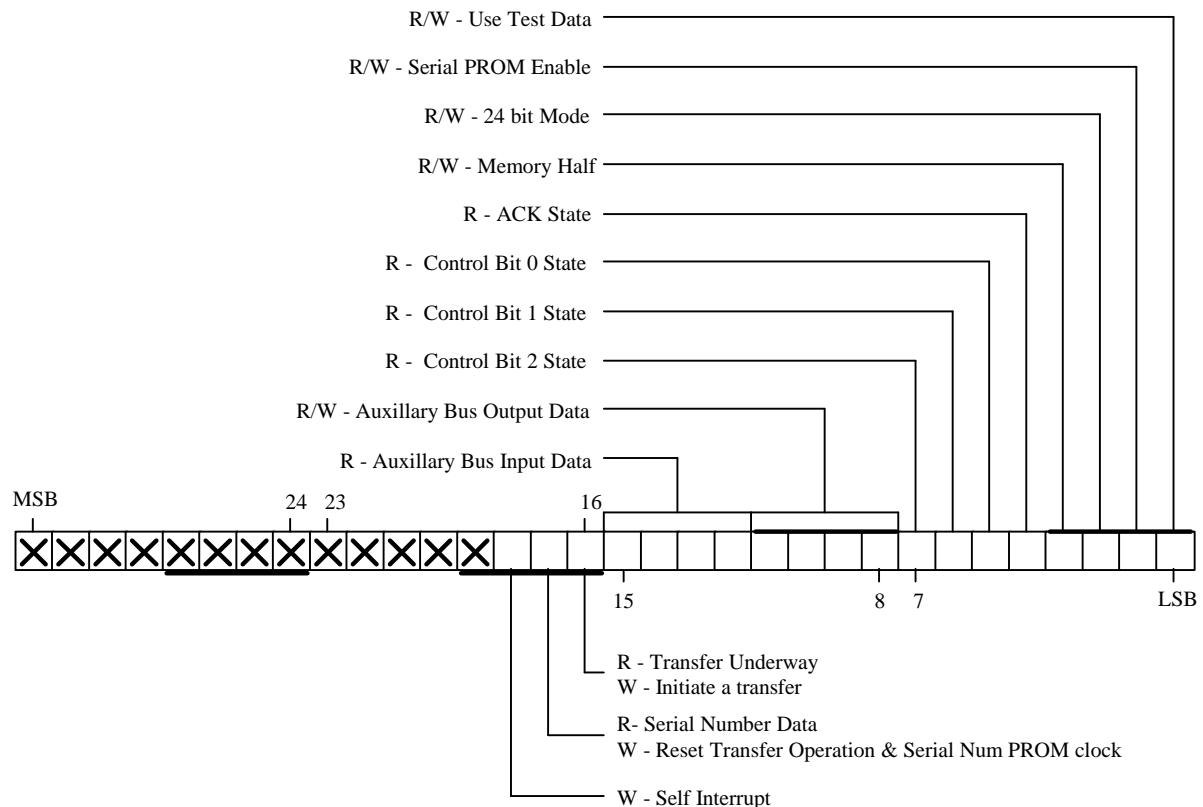 R/W - Use Test Data
R/W - Serial PROM Enable
R/W - 24 bit Mode
R/W - Memory Half
R - ACK State
R - Control Bit 0 State
R - Control Bit 1 State
R - Control Bit 2 State
R/W - Auxillary Bus Output Data
R - Auxillary Bus Input Data
MSB
24
23
16
15
8
7
LSB
R - Transfer Underway
W - Initiate a transfer
R- Serial Number Data
W - Reset Transfer Operation & Serial Num PROM clock
W - Self Interrupt